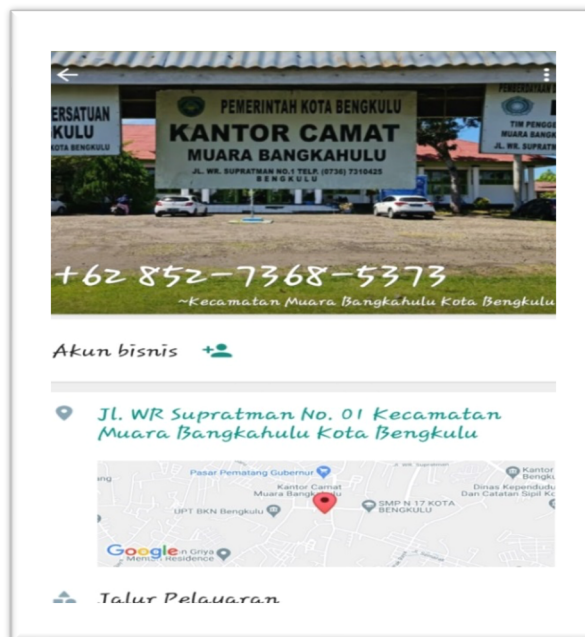 ERSATUAN
KULU
KOTA BENGKULU
PEMERINTAH KOTA BENGKULU
KANTOR CAMAT
MUARA BANGKAHULU
JL. WR. SUPRATMAN NO.1 TELP. (0736) 7310425
BENGKULU
PEMBERDAYAAN
TIM PENGGE
MUARA BANGK
JL. WR. SUPRATM
+62 852-7368-5373
~Kecamatan Muara Bangkahulu Kota Bengkulu
Akun bisnis
Jl. WR Supratman No. 01 Kecamatan
Muara Bangkahulu Kota Bengkulu
Pasar Pematang Gubernur
Jl. WR Supratman
Kantor
Bengku
ng
Kantor Camat
Muara Bangkahulu
Dinas Kependudu
Dan Catatan Sipil Ko
UPT BKN Bengkulu
SMP N 17 KOTA
BENGKULU
Google
n Griya
Mentari Residence
Jalur Pelayaran